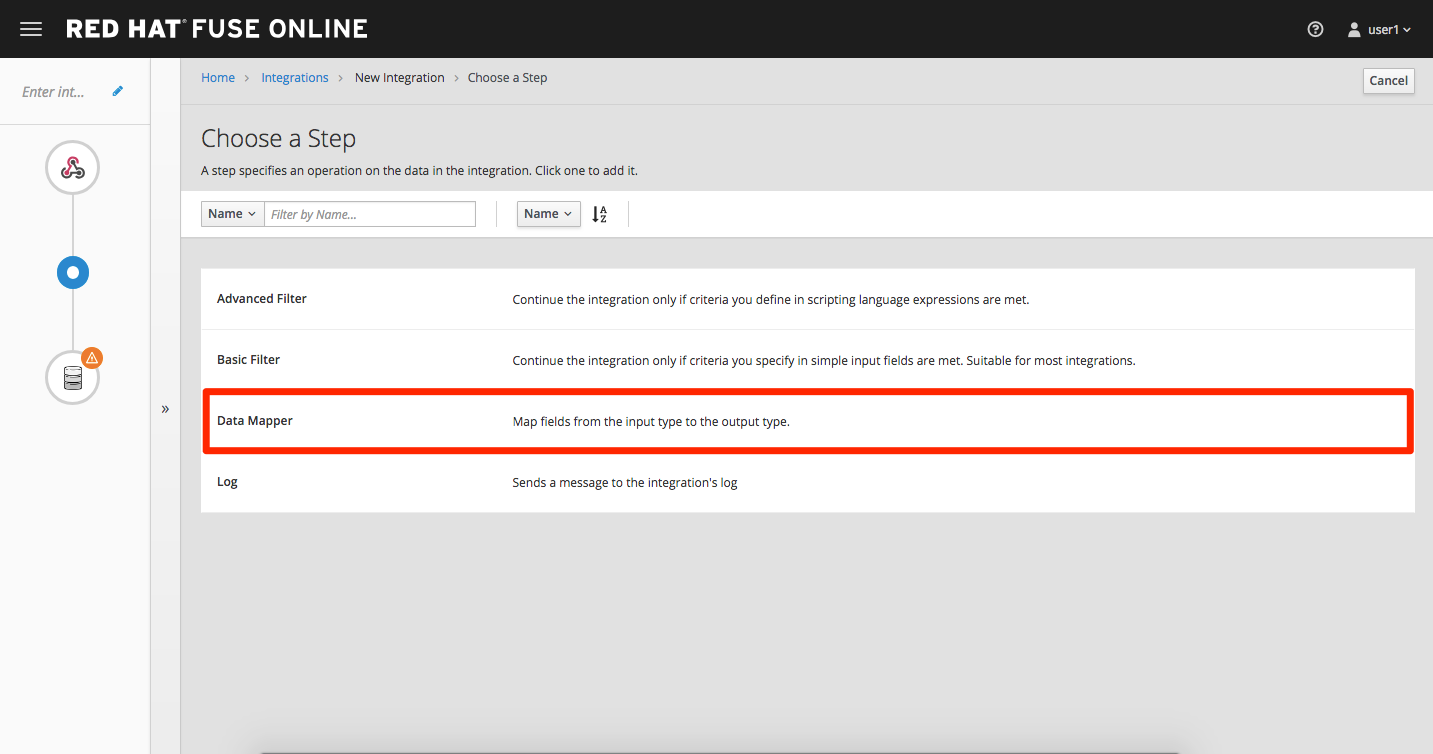 RED HAT® FUSE ONLINE
user1
Enter int...
Home > Integrations > New Integration > Choose a Step
Cancel
Choose a Step
A step specifies an operation on the data in the integration. Click one to add it.
Name Filter by Name... Name
Advanced Filter Continue the integration only if criteria you define in scripting language expressions are met.
Basic Filter Continue the integration only if criteria you specify in simple input fields are met. Suitable for most integrations.
»
Data Mapper Map fields from the input type to the output type.
Log Sends a message to the integration's log